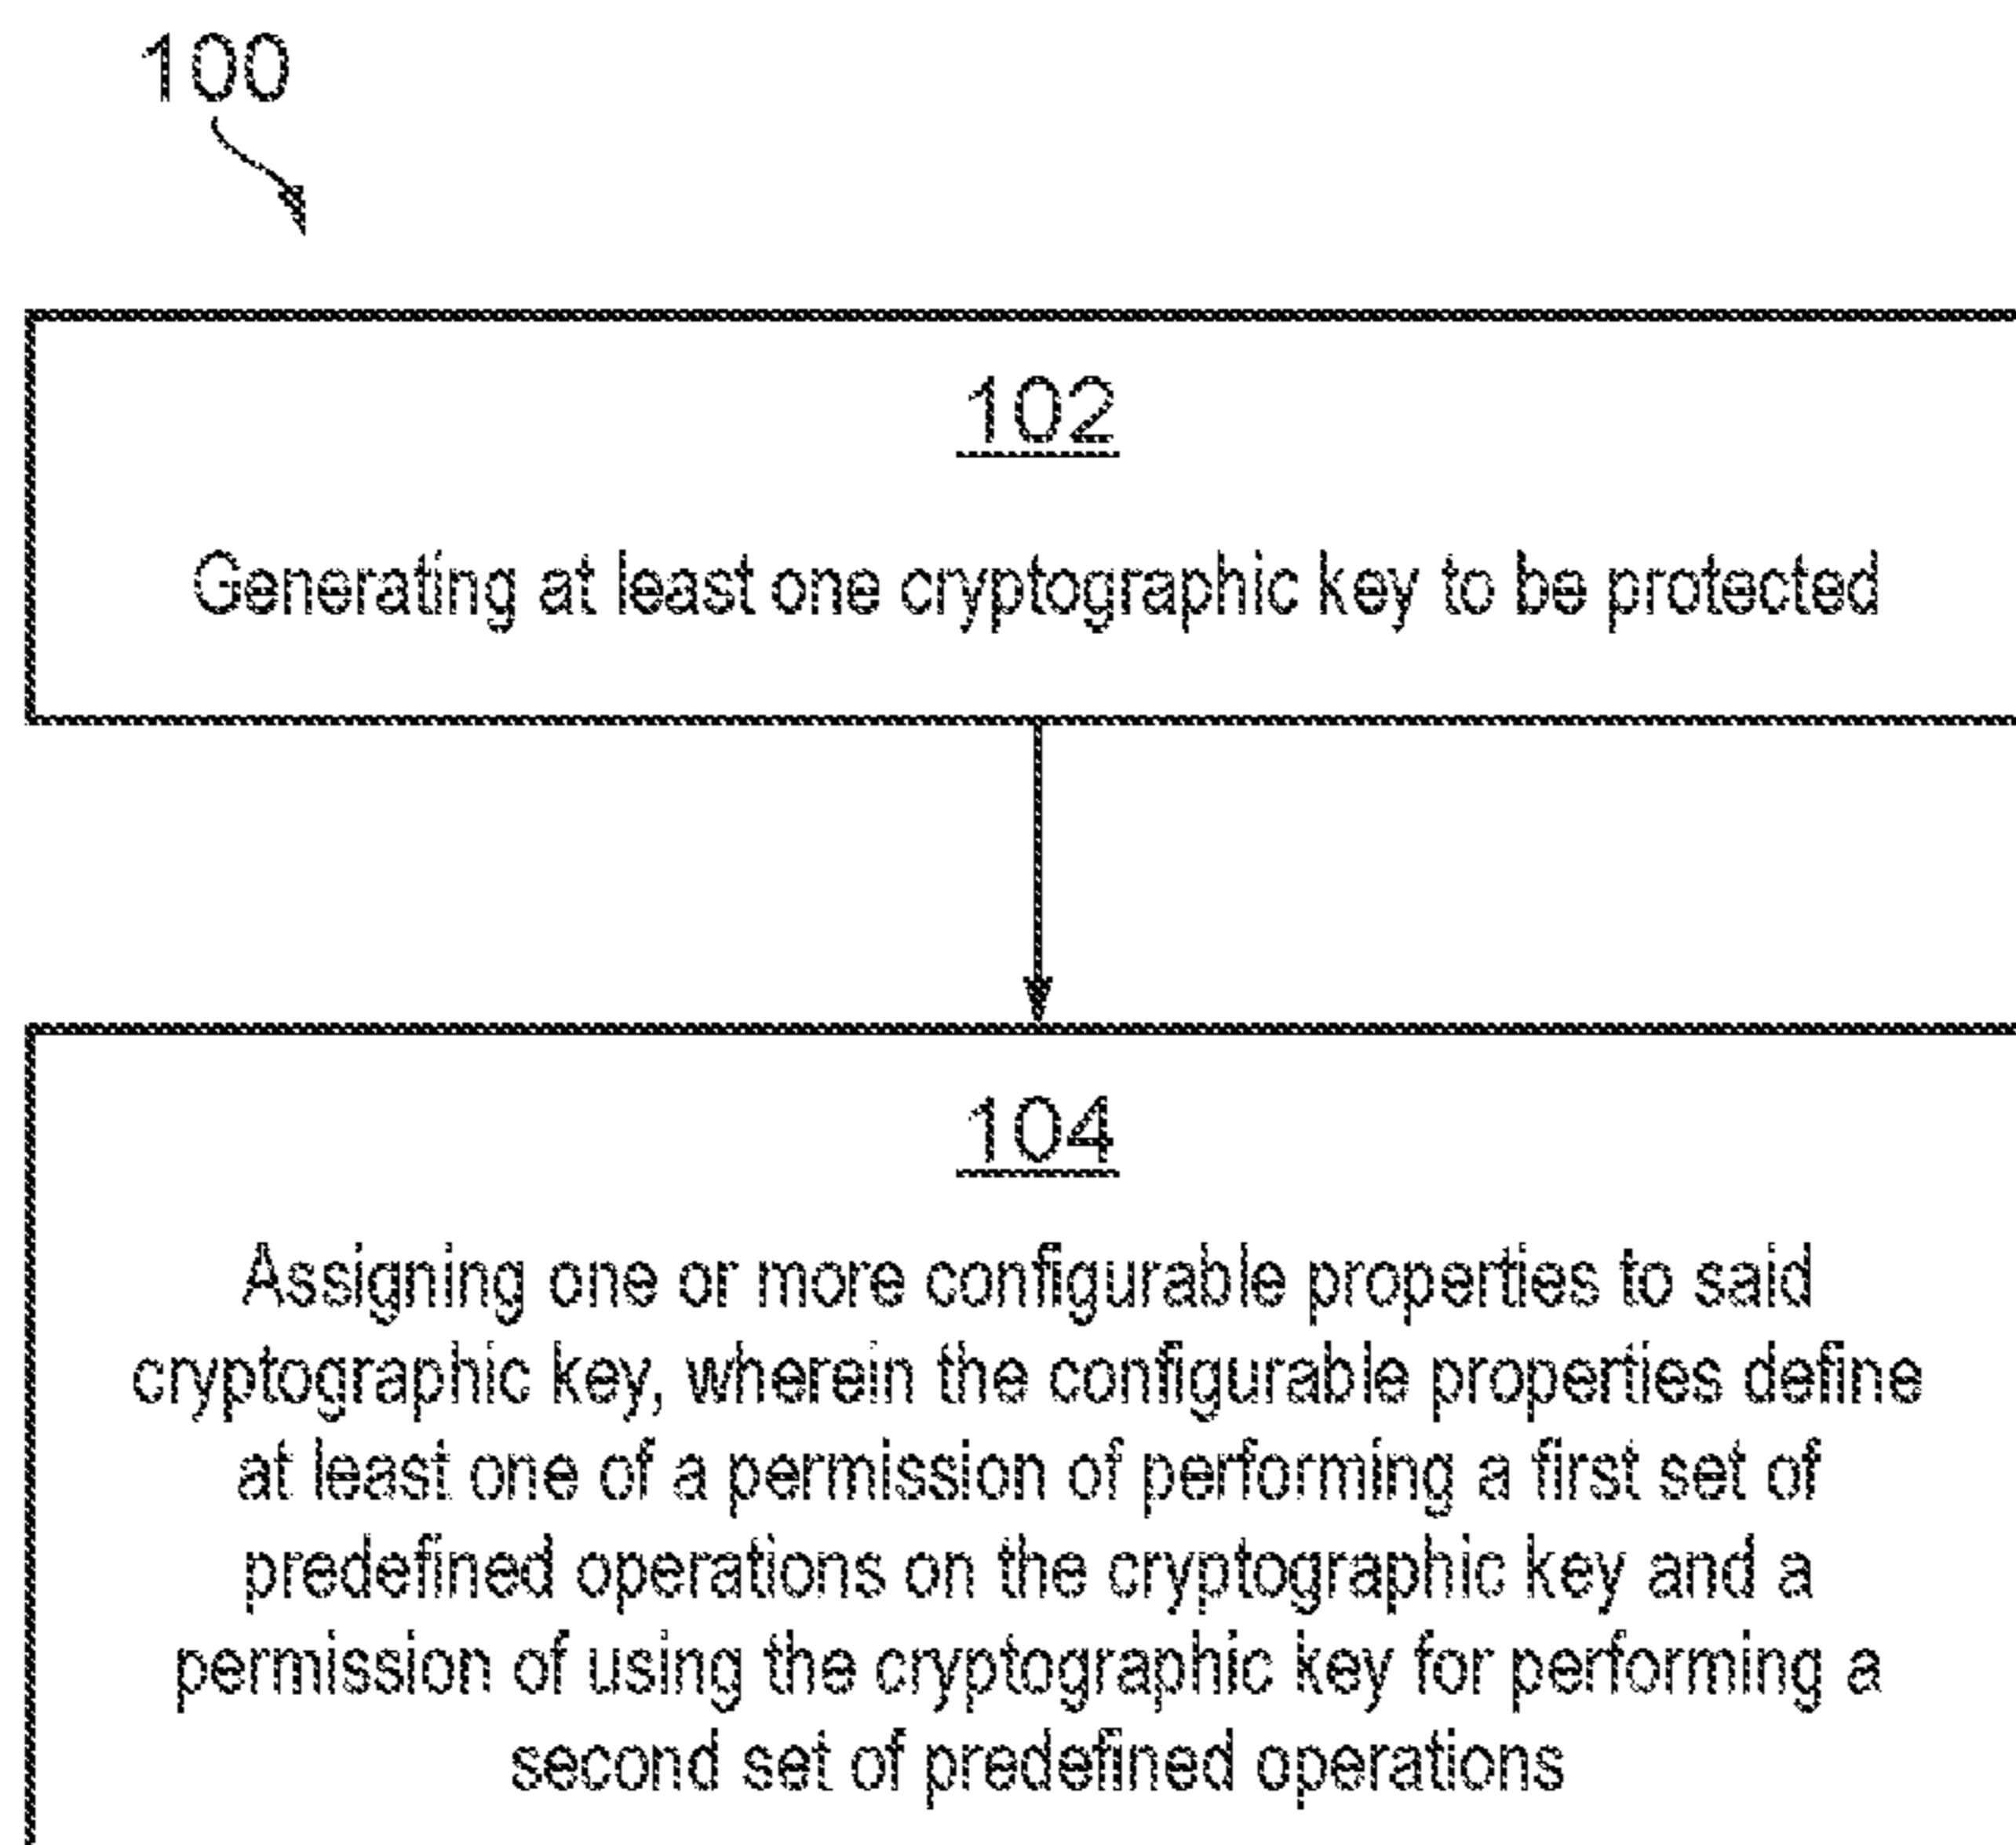 100
102
Generating at least one cryptographic key to be protected
104
Assigning one or more configurable properties to said
cryptographic key, wherein the configurable properties define
at least one of a permission of performing a first set of
predefined operations on the cryptographic key and a
permission of using the cryptographic key for performing a
second set of predefined operations